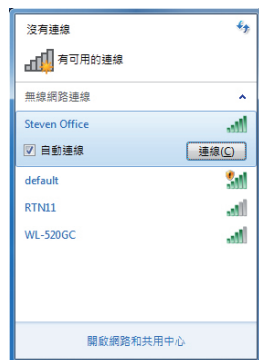 沒有連線
有可用的連線
無線網路連線
Steven Office
自動連線
連線(C)
default
RTN11
WL-520GC
開啟網路和共用中心